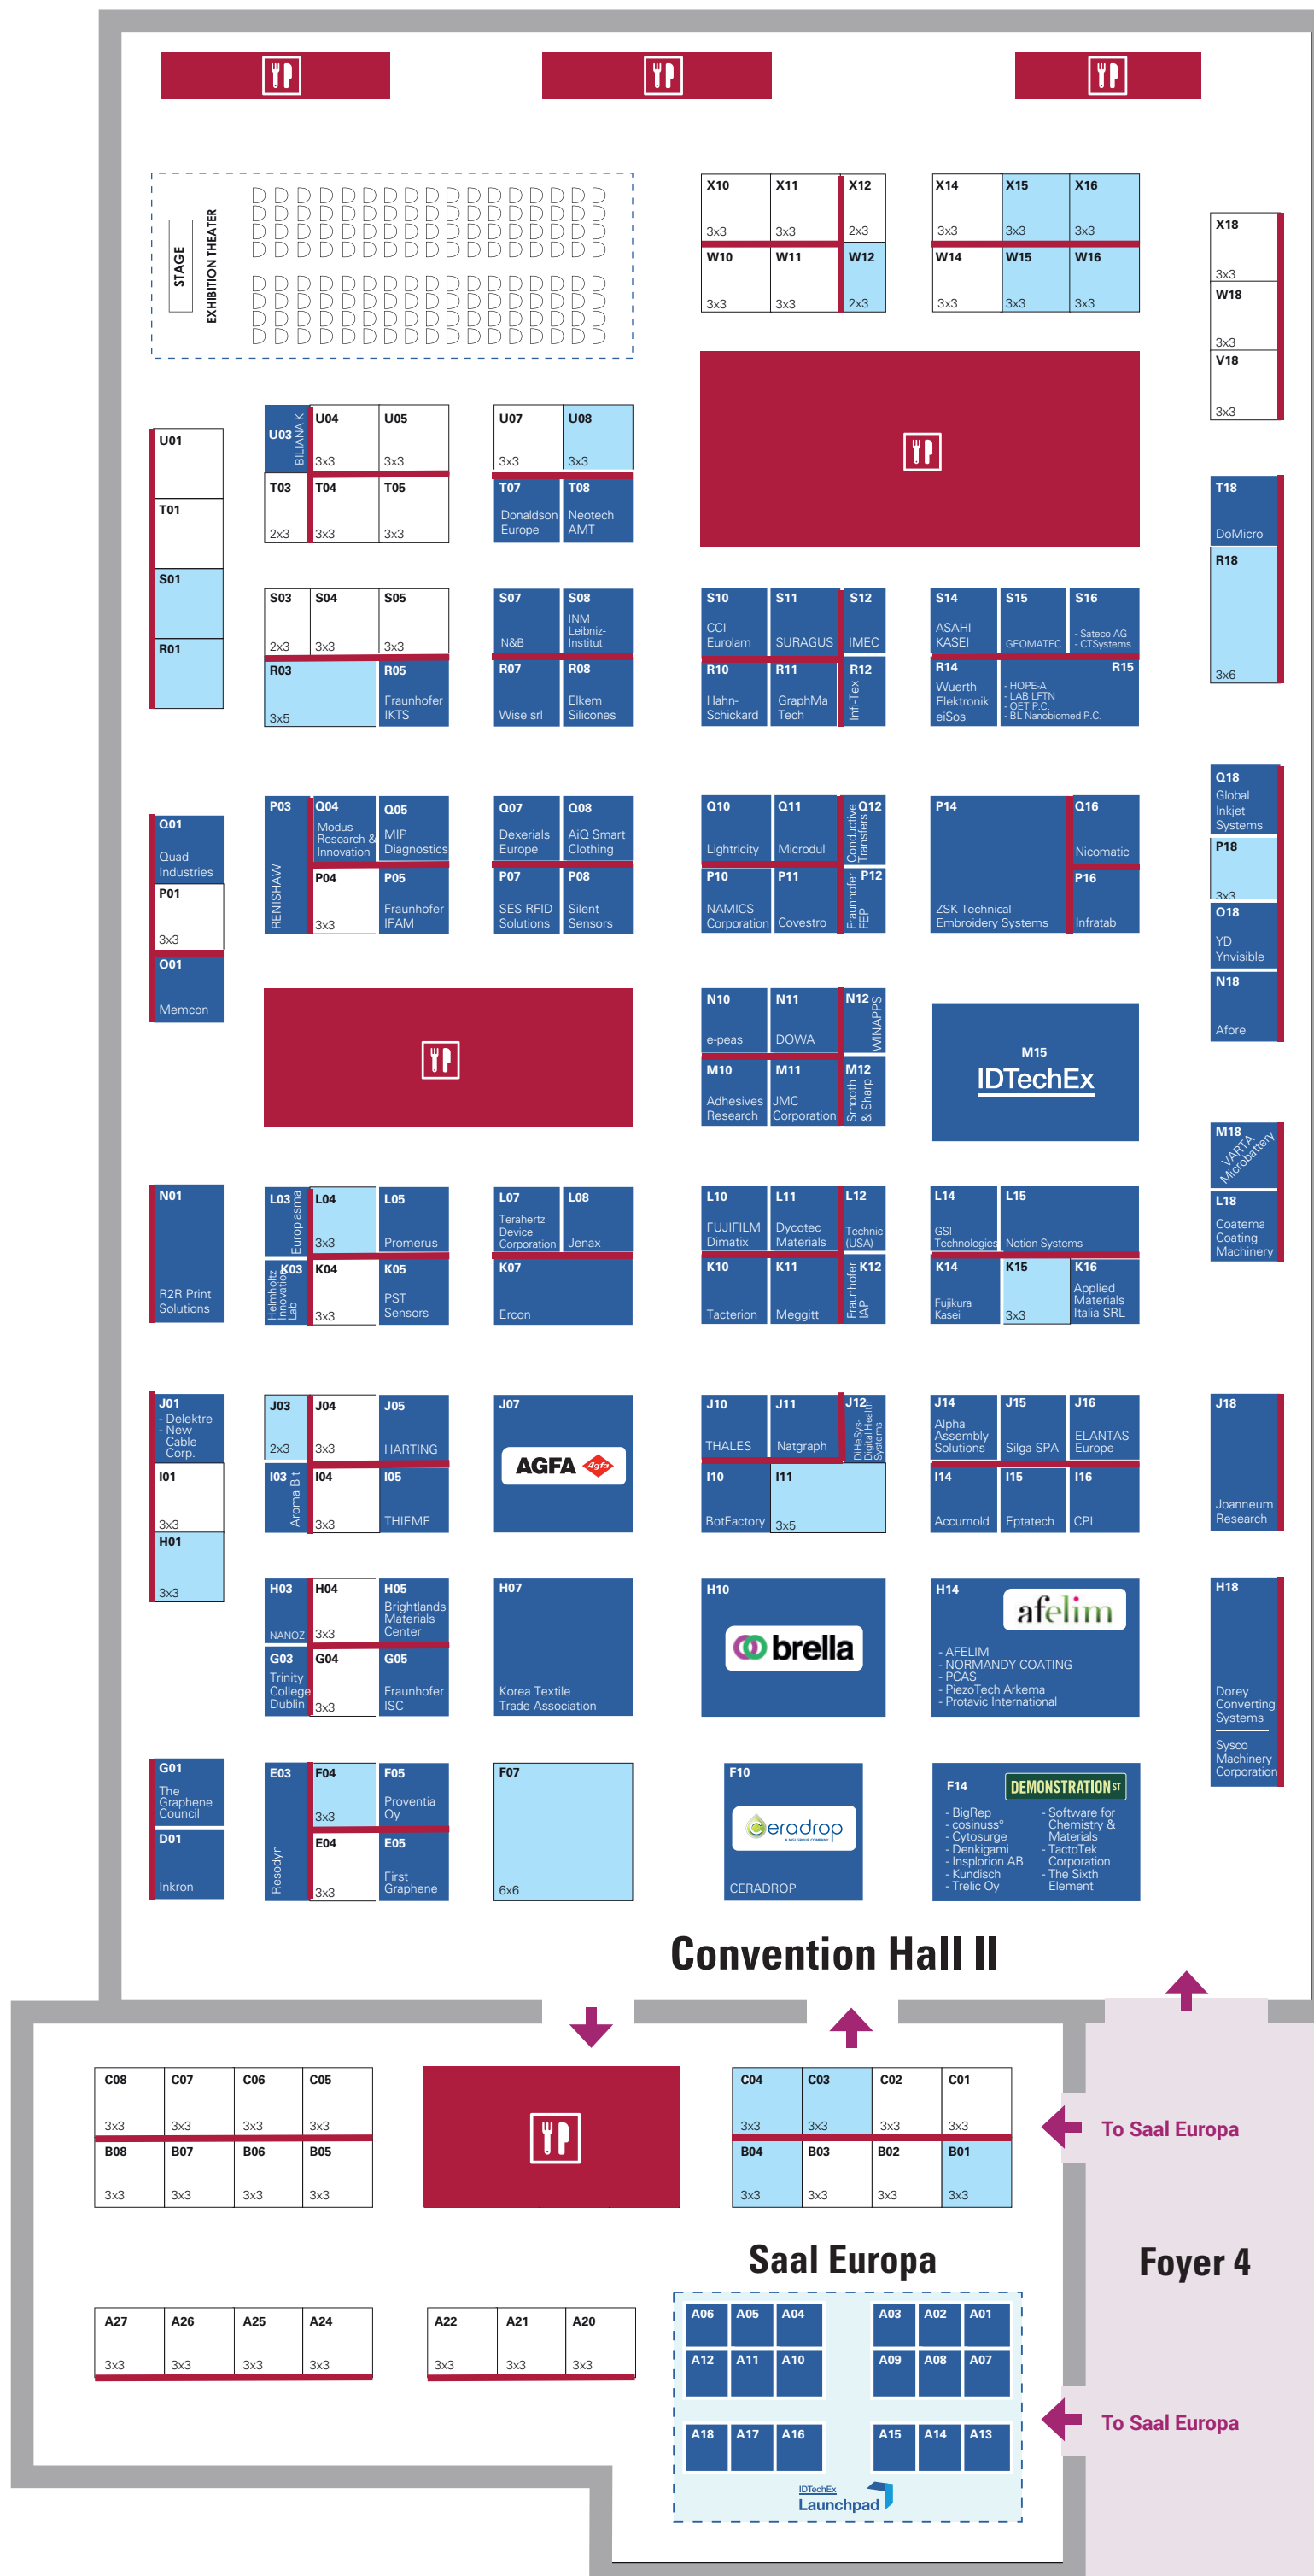 STAGE
EXHIBITION THEATER
X10
3x3
X11
3x3
X12
2x3
W10
3x3
W11
3x3
W12
2x3
X14
3x3
X15
3x3
X16
3x3
W14
3x3
W15
3x3
W16
3x3
X18
3x3
W18
3x3
V18
3x3
U01
T01
S01
R01
U03
BILIANA K
U04
3x3
U05
3x3
T03
2x3
T04
3x3
T05
3x3
U07
3x3
U08
3x3
T07
Donaldson
Europe
T08
Neotech
AMT
T18
DoMicro
R18
3x6
S03
2x3
S04
3x3
S05
3x3
R03
3x5
R05
Fraunhofer
IKTS
S07
N&B
S08
INM
Leibniz-
Institut
R07
Wise srl
R08
Elkem
Silicones
S10
CCI
Eurolam
S11
SURAGUS
S12
IMEC
R10
Hahn-
Schickard
R11
GraphMa
Tech
R12
Infi-Tex
S14
ASAHI
KASEI
S15
GEOMATEC
S16
- Sateco AG
- CTSystems
R14
Wuerth
Elektronik
eiSos
R15
- HOPE-A
- LAB LFTN
- OET P.C.
- BL Nanobiomed P.C.
Q01
Quad
Industries
P01
3x3
O01
Memcon
P03
RENISHAW
Q04
Modus
Research &
Innovation
Q05
MIP
Diagnostics
P04
3x3
P05
Fraunhofer
IFAM
Q07
Dexerials
Europe
Q08
AiQ Smart
Clothing
P07
SES RFID
Solutions
P08
Silent
Sensors
Q10
Lightricity
Q11
Microdul
Q12
Conductive
Transfers
P10
NAMICS
Corporation
P11
Covestro
P12
Fraunhofer
FEP
P14
ZSK Technical
Embroidery Systems
Q16
Nicomatic
P16
Infratab
Q18
Global
Inkjet
Systems
P18
3x3
O18
YD
Ynvisible
N18
Afore
N10
e-peas
N11
DOWA
N12
WINAPPS
M10
Adhesives
Research
M11
JMC
Corporation
M12
Smooth
& Sharp
M15
IDTechEx
M18
VARTA
Microbattery
L18
Coatema
Coating
Machinery
N01
R2R Print
Solutions
L03
Europlasma
L04
3x3
L05
Promerus
K03
Helmholtz
Innovation
Lab
K04
3x3
K05
PST
Sensors
L07
Terahertz
Device
Corporation
L08
Jenax
K07
Ercon
L10
FUJIFILM
Dimatix
L11
Dycotec
Materials
L12
Technic
(USA)
K10
Tacterion
K11
Meggitt
K12
Fraunhofer
IAP
L14
GSI
Technologies
L15
Notion Systems
K14
Fujikura
Kasei
K15
3x3
K16
Applied
Materials
Italia SRL
J01
- Delektre
- New
Cable
Corp.
I01
3x3
H01
3x3
J03
2x3
J04
3x3
J05
HARTING
I03
Aroma Bit
I04
3x3
I05
THIEME
J07
AGFA
Agfa
J10
THALES
J11
Natgraph
J12
DiHeSys-
Digital Health
Systems
I10
BotFactory
I11
3x5
J14
Alpha
Assembly
Solutions
J15
Silga SPA
J16
ELANTAS
Europe
I14
Accumold
I15
Eptatech
I16
CPI
J18
Joanneum
Research
H03
NANOZ
H04
3x3
H05
Brightlands
Materials
Center
G03
Trinity
College
Dublin
G04
3x3
G05
Fraunhofer
ISC
H07
Korea Textile
Trade Association
H10
brella
H14
afelim
- AFELIM
- NORMANDY COATING
- PCAS
- PiezoTech Arkema
- Protavic International
H18
Dorey
Converting
Systems
Sysco
Machinery
Corporation
G01
The
Graphene
Council
D01
Inkron
E03
Resodyn
F04
3x3
F05
Proventia
Oy
E04
3x3
E05
First
Graphene
F07
6x6
F10
Ceradrop
A MGI GROUP COMPANY
CERADROP
F14
DEMONSTRATION ST
- BigRep
- cosinuss°
- Cytosurge
- Denkigami
- Insplorion AB
- Kundisch
- Trelic Oy
- Software for
Chemistry &
Materials
- TactoTek
Corporation
- The Sixth
Element
Convention Hall II
C08
3x3
C07
3x3
C06
3x3
C05
3x3
B08
3x3
B07
3x3
B06
3x3
B05
3x3
C04
3x3
C03
3x3
C02
3x3
C01
3x3
B04
3x3
B03
3x3
B02
3x3
B01
3x3
To Saal Europa
Saal Europa
Foyer 4
A27
3x3
A26
3x3
A25
3x3
A24
3x3
A22
3x3
A21
3x3
A20
3x3
A06
A05
A04
A03
A02
A01
A12
A11
A10
A09
A08
A07
A18
A17
A16
A15
A14
A13
To Saal Europa
IDTechEx
Launchpad